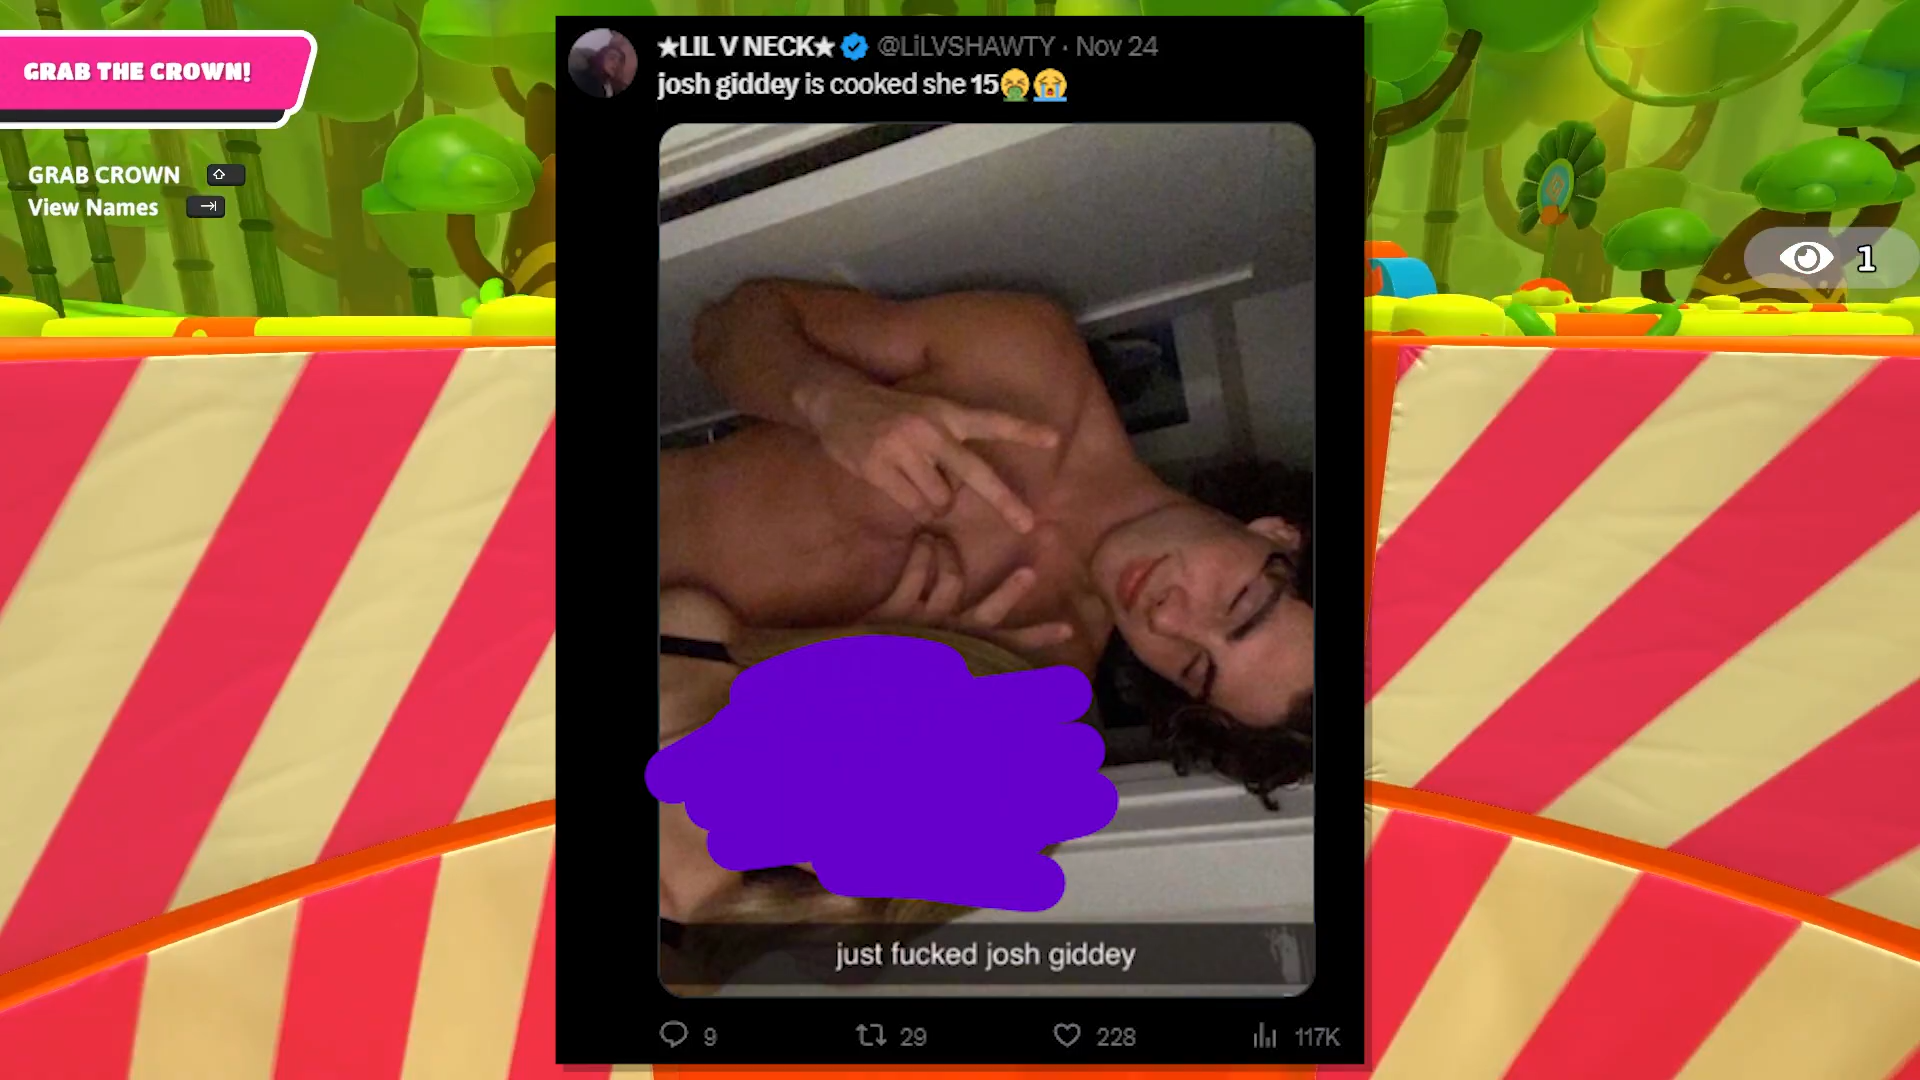 GRAB THE CROWN!
GRAB CROWN
View Names
1
★LIL V NECK★ @LiLVSHAWTY · Nov 24
josh giddey is cooked she 15🤮😭
just fucked josh giddey
9 29 228 117K